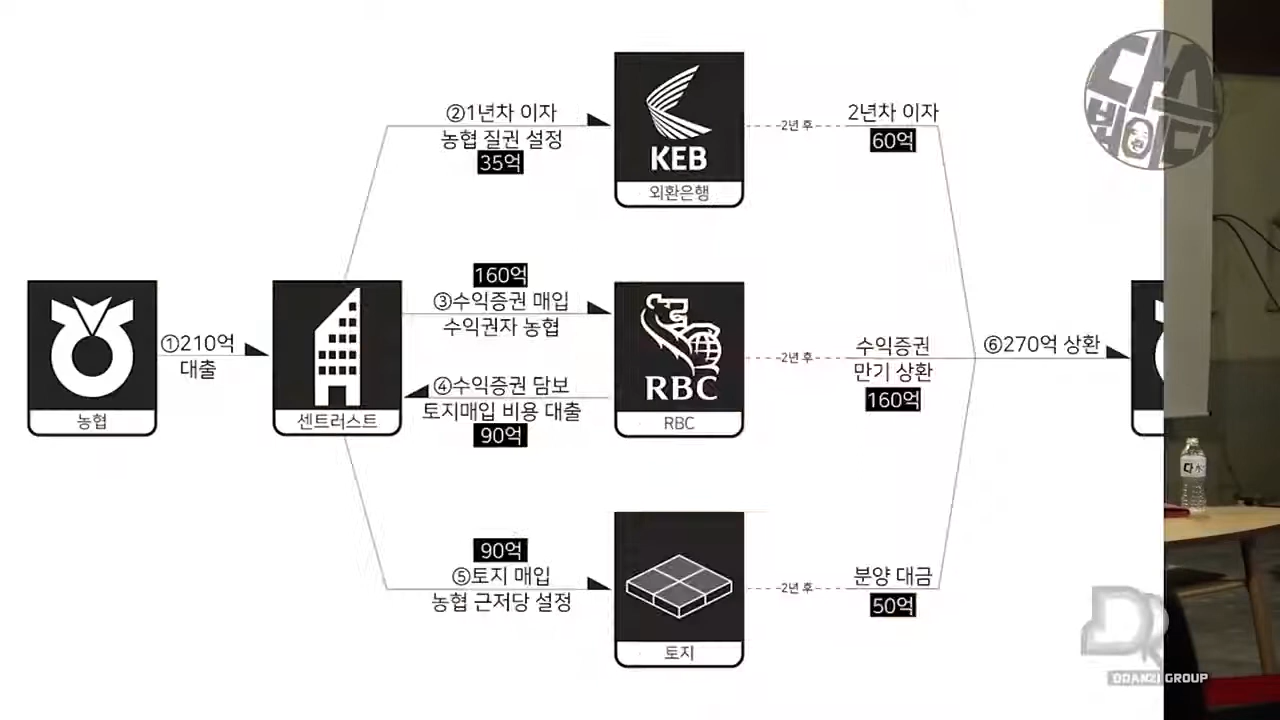 ②1년차 이자
농협 질권 설정
35억
KEB
외환은행
2년 후
2년차 이자
60억
다스
뵈이다
농협
①210억
대출
센트러스트
160억
③수익증권 매입
수익권자 농협
④수익증권 담보
토지매입 비용 대출
90억
RBC
RBC
2년 후
수익증권
만기 상환
160억
⑥270억 상환
90억
⑤토지 매입
농협 근저당 설정
토지
2년 후
분양 대금
50억
DDANZI GROUP